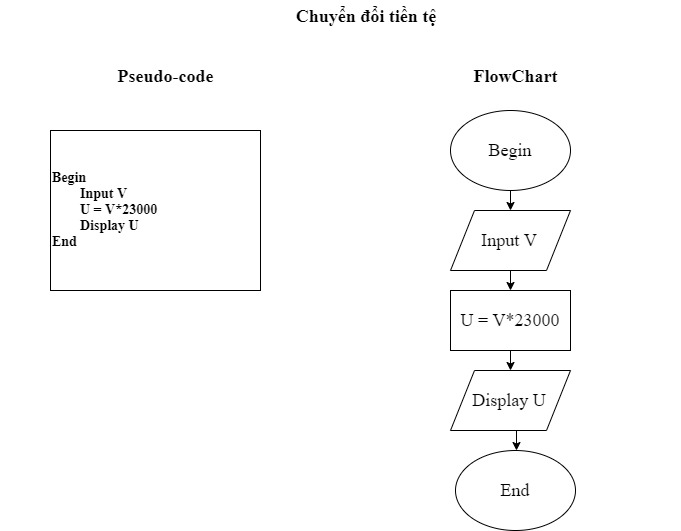 Chuyển đổi tiền tệ
Pseudo-code
Begin
Input V
U = V*23000
Display U
End
FlowChart
Begin
Input V
U = V*23000
Display U
End